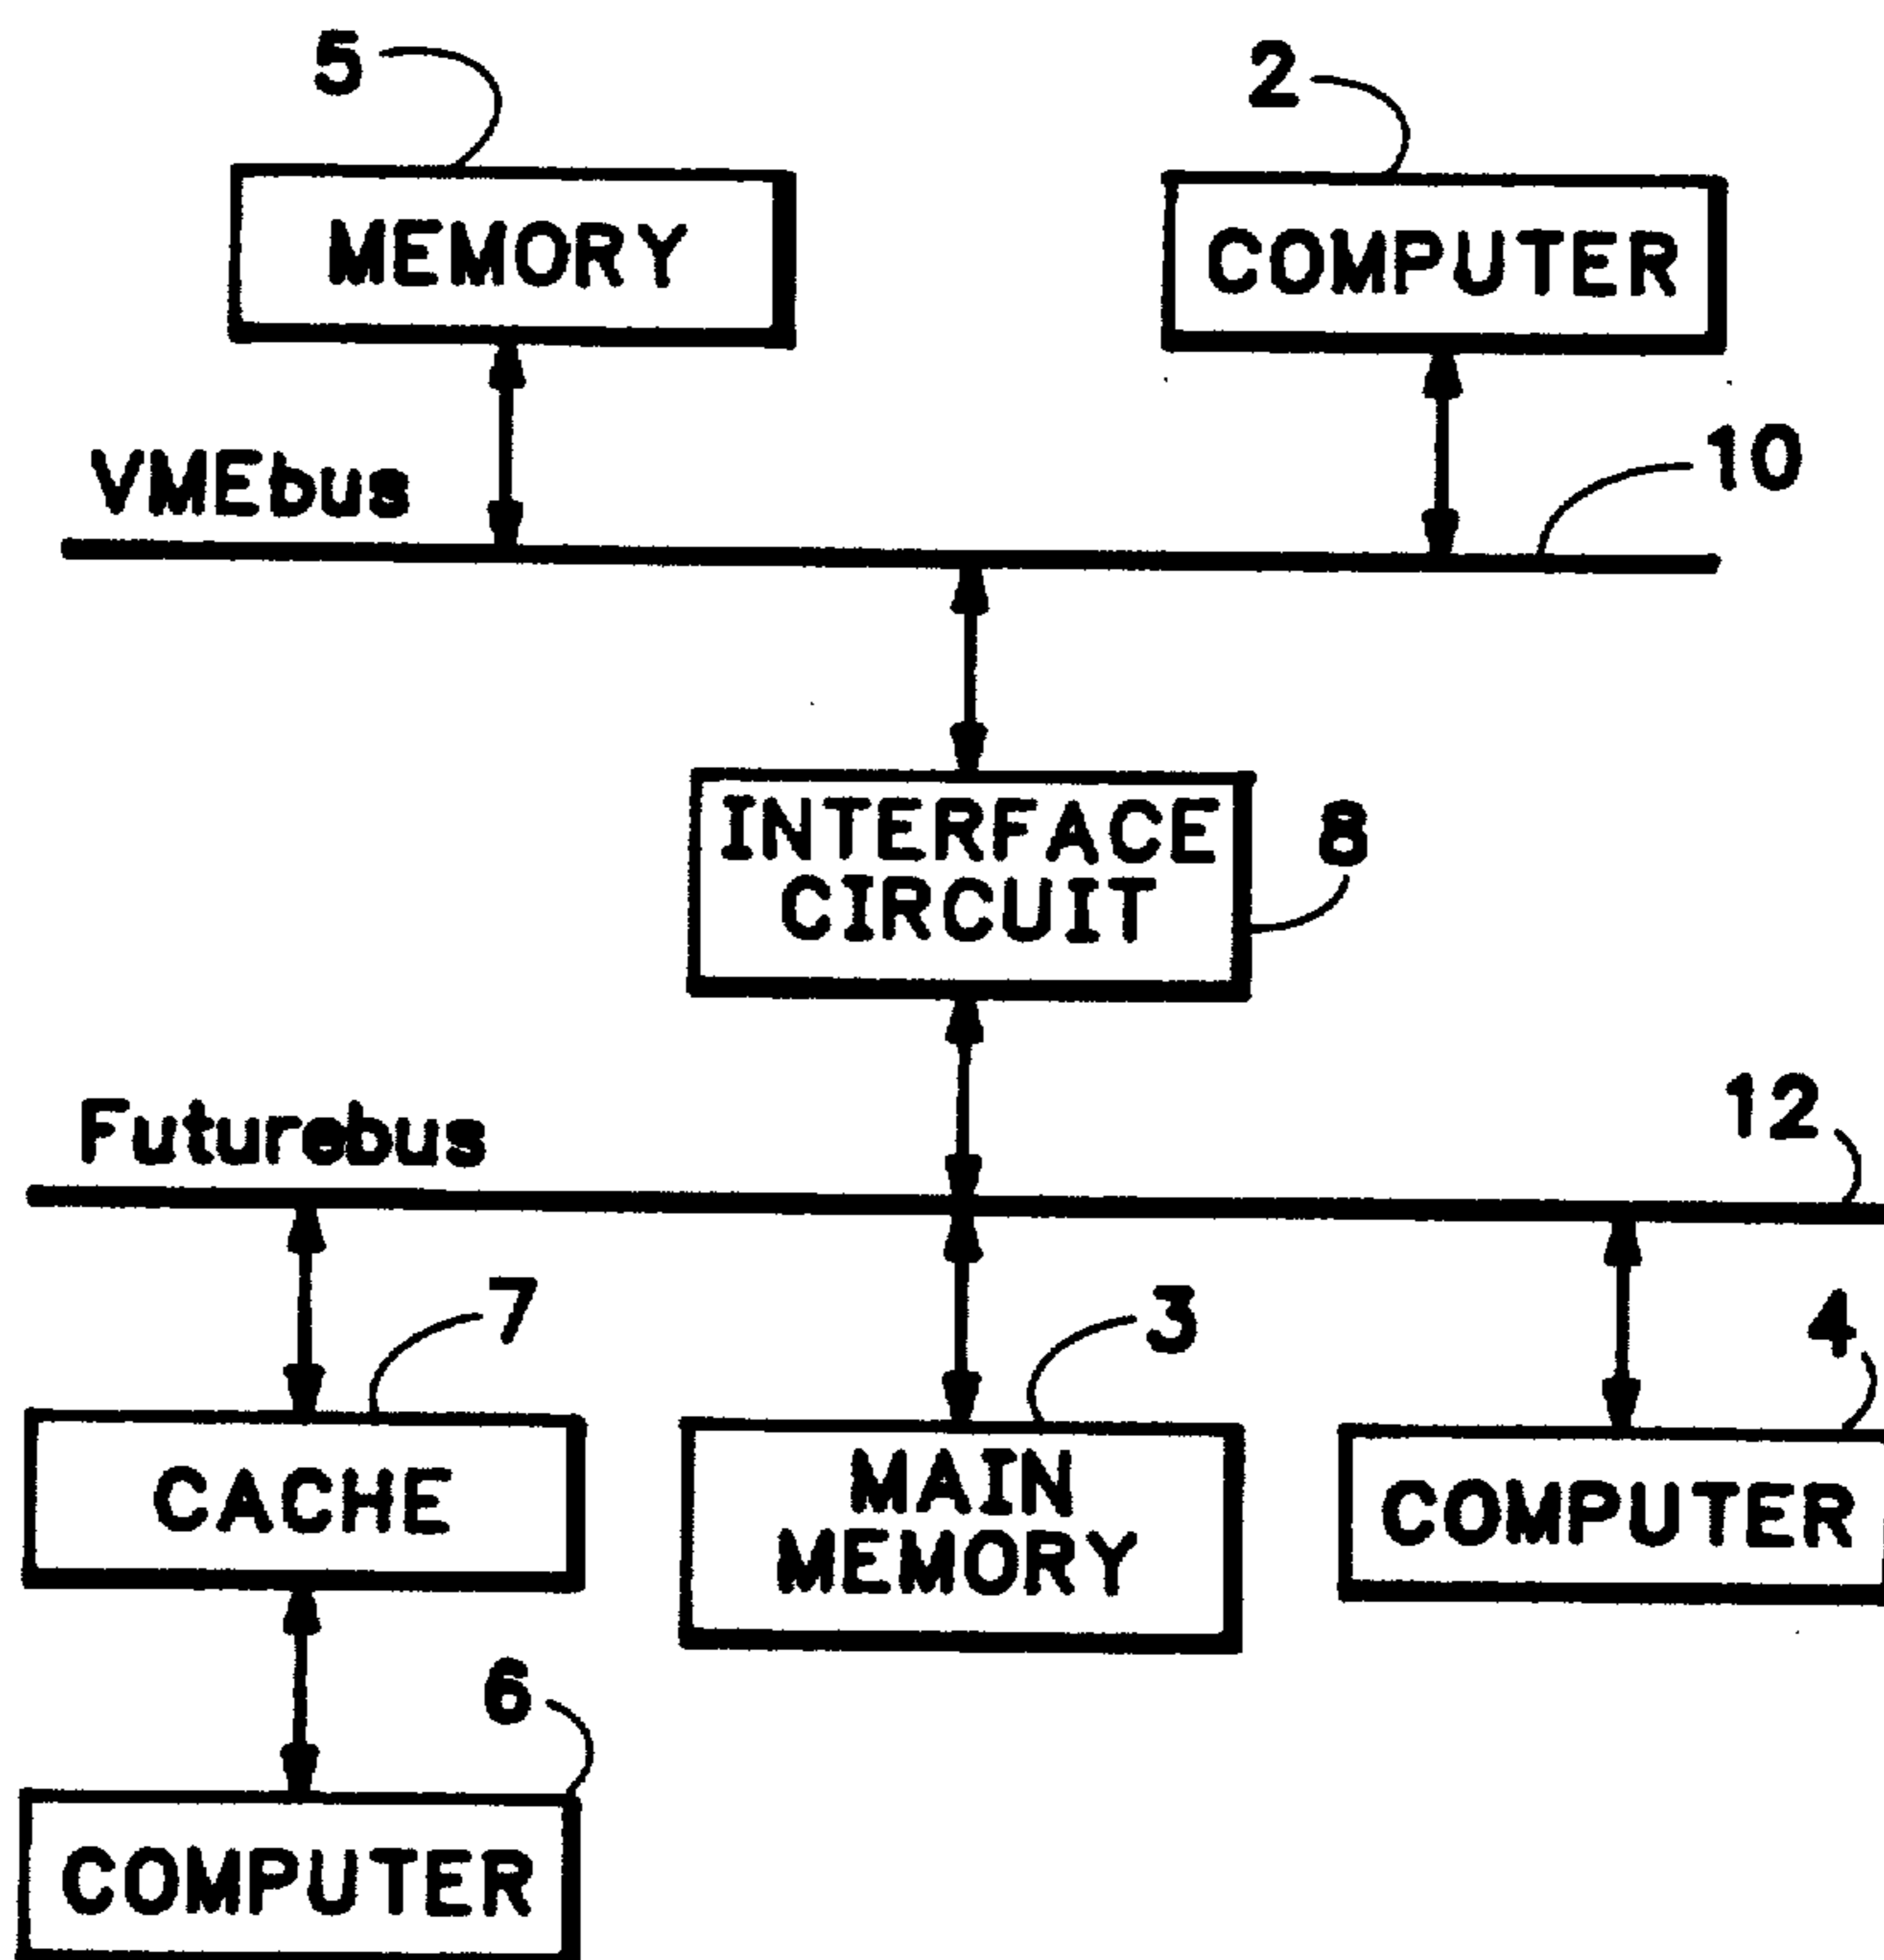 5
2
MEMORY
COMPUTER
VMEbus
10
INTERFACE
CIRCUIT
8
Futurebus
12
7
3
4
CACHE
MAIN
MEMORY
COMPUTER
6
COMPUTER